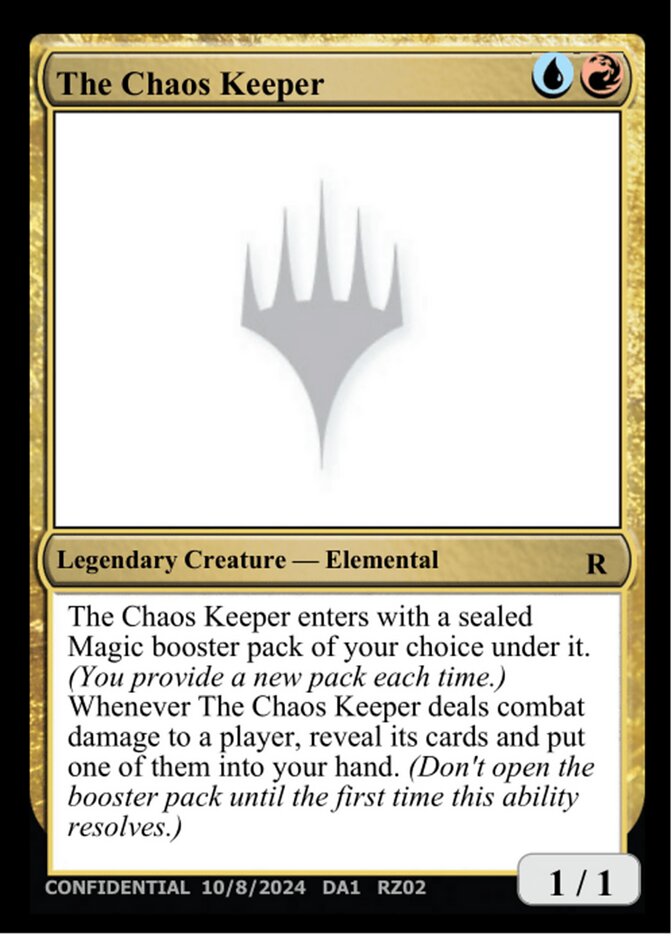 The Chaos Keeper
Legendary Creature — Elemental R
The Chaos Keeper enters with a sealed
Magic booster pack of your choice under it.
(You provide a new pack each time.)
Whenever The Chaos Keeper deals combat
damage to a player, reveal its cards and put
one of them into your hand. (Don't open the
booster pack until the first time this ability
resolves.)
1 / 1
CONFIDENTIAL 10/8/2024 DA1 RZ02